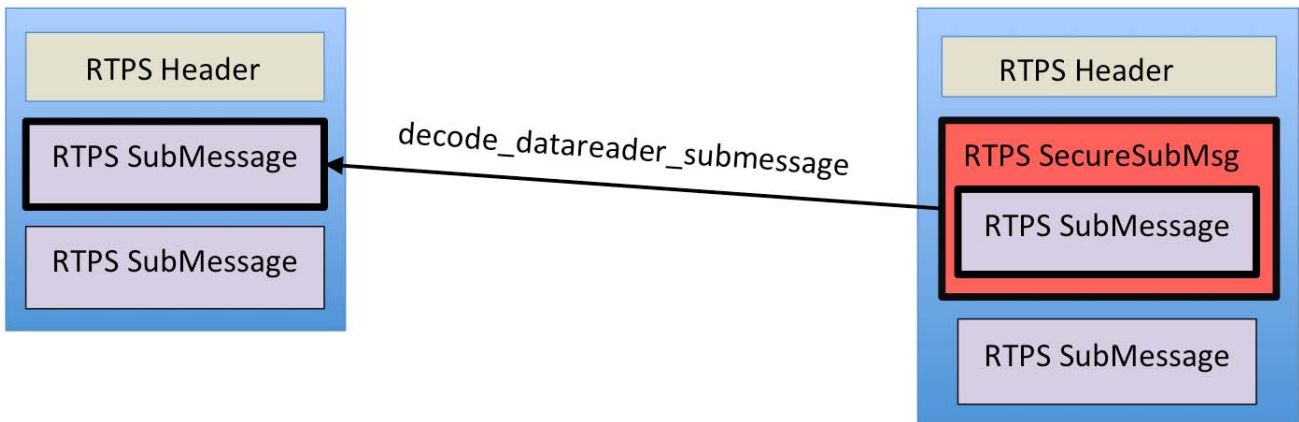 RTPS Header
RTPS SubMessage
RTPS SubMessage
decode_datareader_submessage
RTPS Header
RTPS SecureSubMsg
RTPS SubMessage
RTPS SubMessage